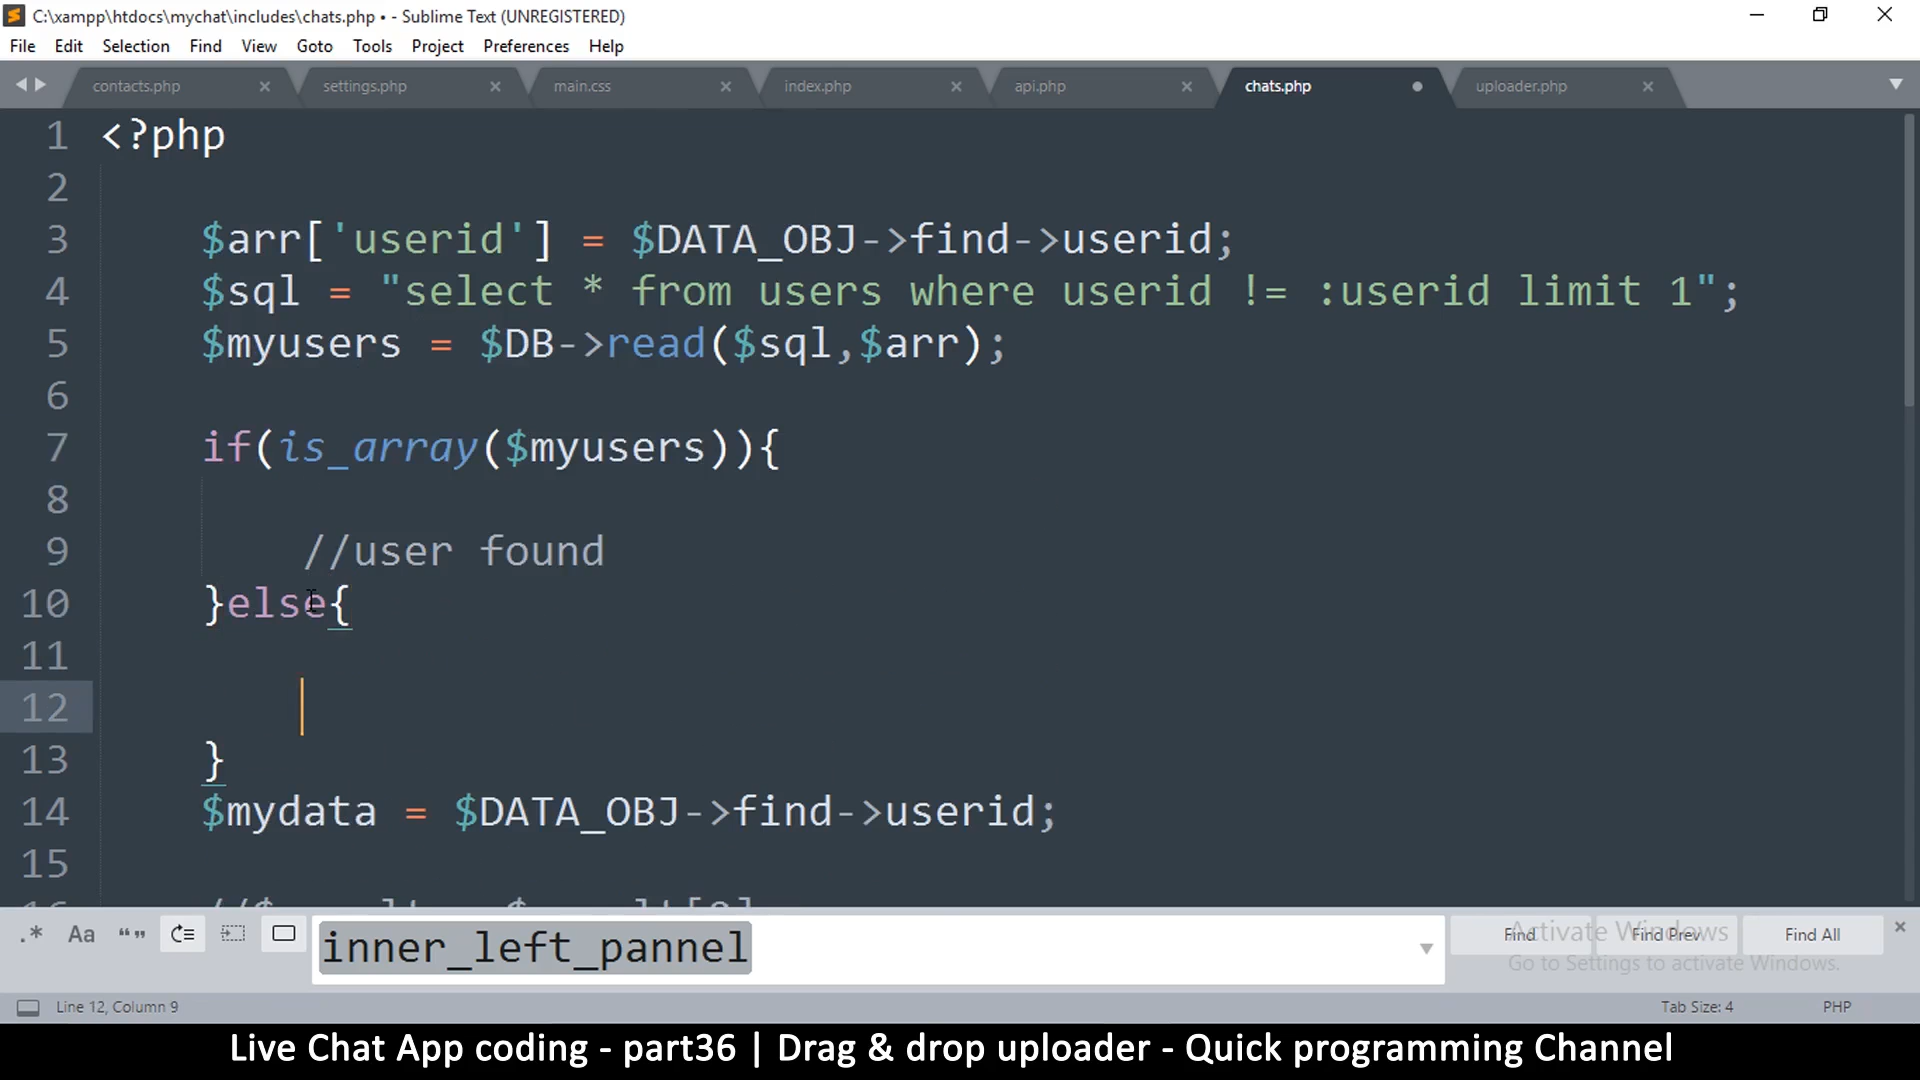 C:\xampp\htdocs\mychat\includes\chats.php • - Sublime Text (UNREGISTERED)
File Edit Selection Find View Goto Tools Project Preferences Help
contacts.php settings.php main.css index.php api.php chats.php uploader.php
1 <?php
2
3 $arr['userid'] = $DATA_OBJ->find->userid;
4 $sql = "select * from users where userid != :userid limit 1";
5 $myusers = $DB->read($sql,$arr);
6
7 if(is_array($myusers)){
8
9 //user found
10 }else{
11
12
13 }
14 $mydata = $DATA_OBJ->find->userid;
15
.* Aa “” inner_left_pannel Find Find Prev Find All
Activate Windows
Go to Settings to activate Windows.
Line 12, Column 9 Tab Size: 4 PHP
Live Chat App coding - part36 | Drag & drop uploader - Quick programming Channel